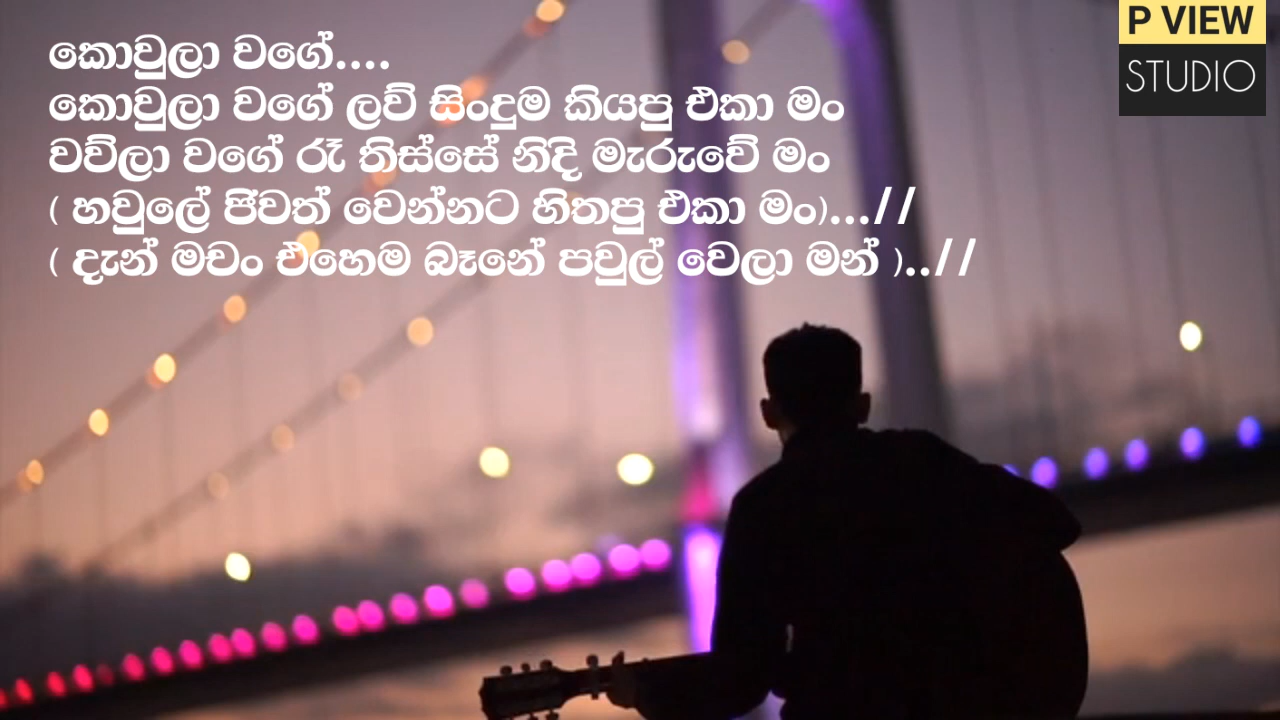 කොවුලා වගේ....
කොවුලා වගේ ලව් සිංදුම කියපු එකා මං
වව්ලා වගේ රෑ තිස්සේ නිදි මැරුවේ මං
( හවුලේ ජිවත් වෙන්නට හිතපු එකා මං)...//
( දැන් මචං එහෙම බෑනේ පවුල් වෙලා මන් )..//
P VIEW
STUDIO